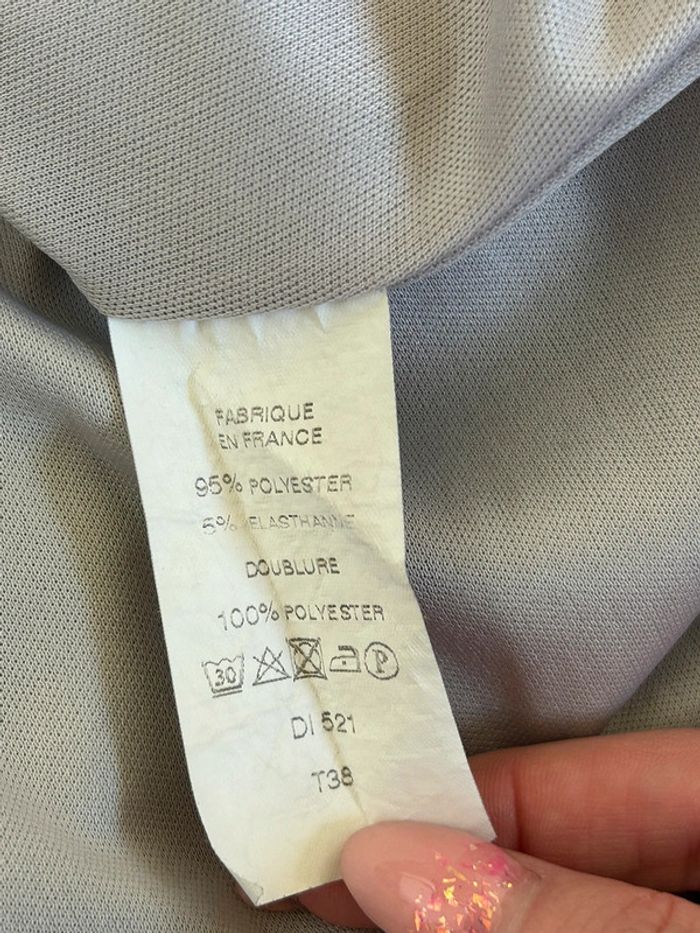 FABRIQUE
EN FRANCE
95% POLYESTER
5% ELASTHANNE
DOUBLURE
100% POLYESTER
30 P
DI 521
T38